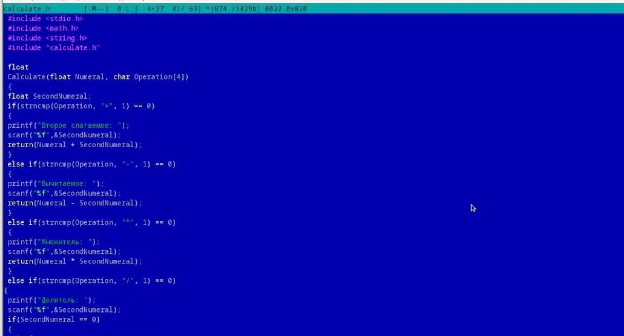 calculate.h [-M--] 0 L:[ 4+37 41/ 63] *(874 /1429b) 0032 0x020
#include <stdio.h>
#include <math.h>
#include <string.h>
#include "calculate.h"
float
Calculate(float Numeral, char Operation[4])
{
float SecondNumeral;
if(strncmp(Operation, "+", 1) == 0)
{
printf("Второе слагаемое: ");
scanf("%f",&SecondNumeral);
return(Numeral + SecondNumeral);
}
else if(strncmp(Operation, "-", 1) == 0)
{
printf("Вычитаемое: ");
scanf("%f",&SecondNumeral);
return(Numeral - SecondNumeral);
}
else if(strncmp(Operation, "*", 1) == 0)
{
printf("Множитель: ");
scanf("%f",&SecondNumeral);
return(Numeral * SecondNumeral);
}
else if(strncmp(Operation, "/", 1) == 0)
{
printf("Делитель: ");
scanf("%f",&SecondNumeral);
if(SecondNumeral == 0)
{